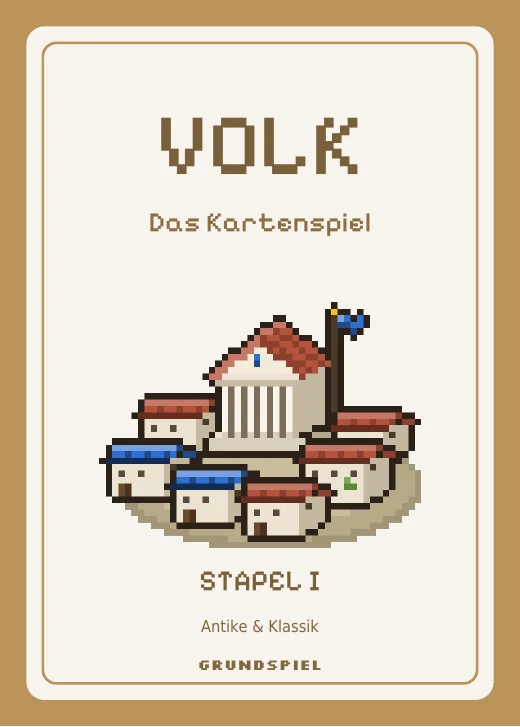 VOLK
Das Kartenspiel
STAPEL I
Antike & Klassik
GRUNDSPIEL